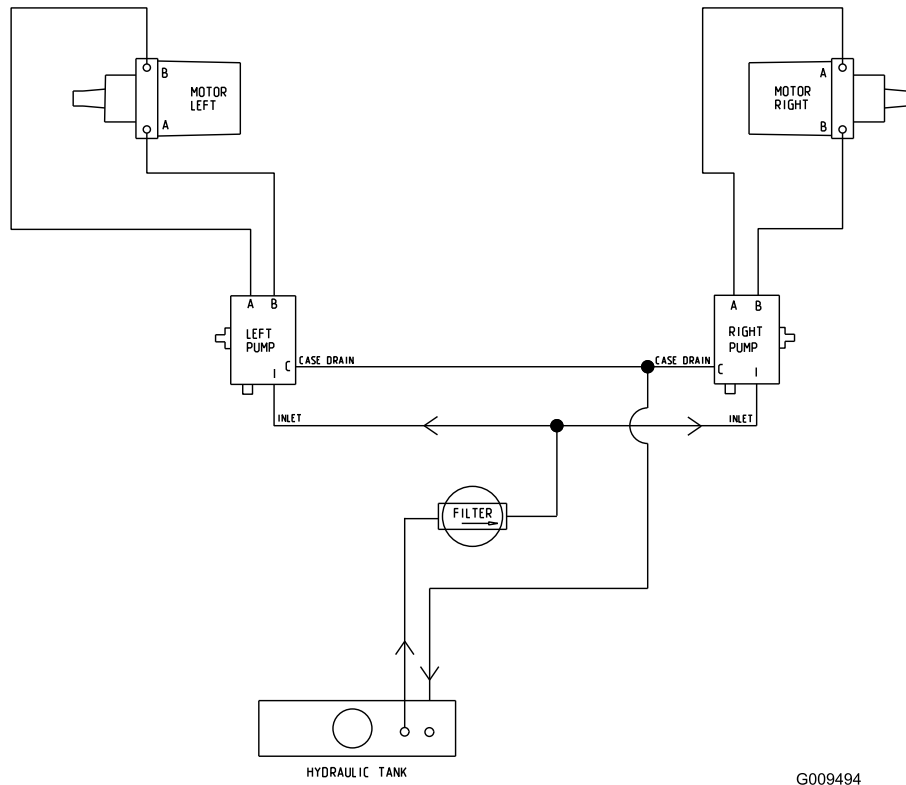 B
MOTOR
LEFT
A
A
MOTOR
RIGHT
B
A B
LEFT
PUMP
C
I
CASE DRAIN
INLET
A B
RIGHT
PUMP
C
I
CASE DRAIN
INLET
FILTER
HYDRAULIC TANK
G009494